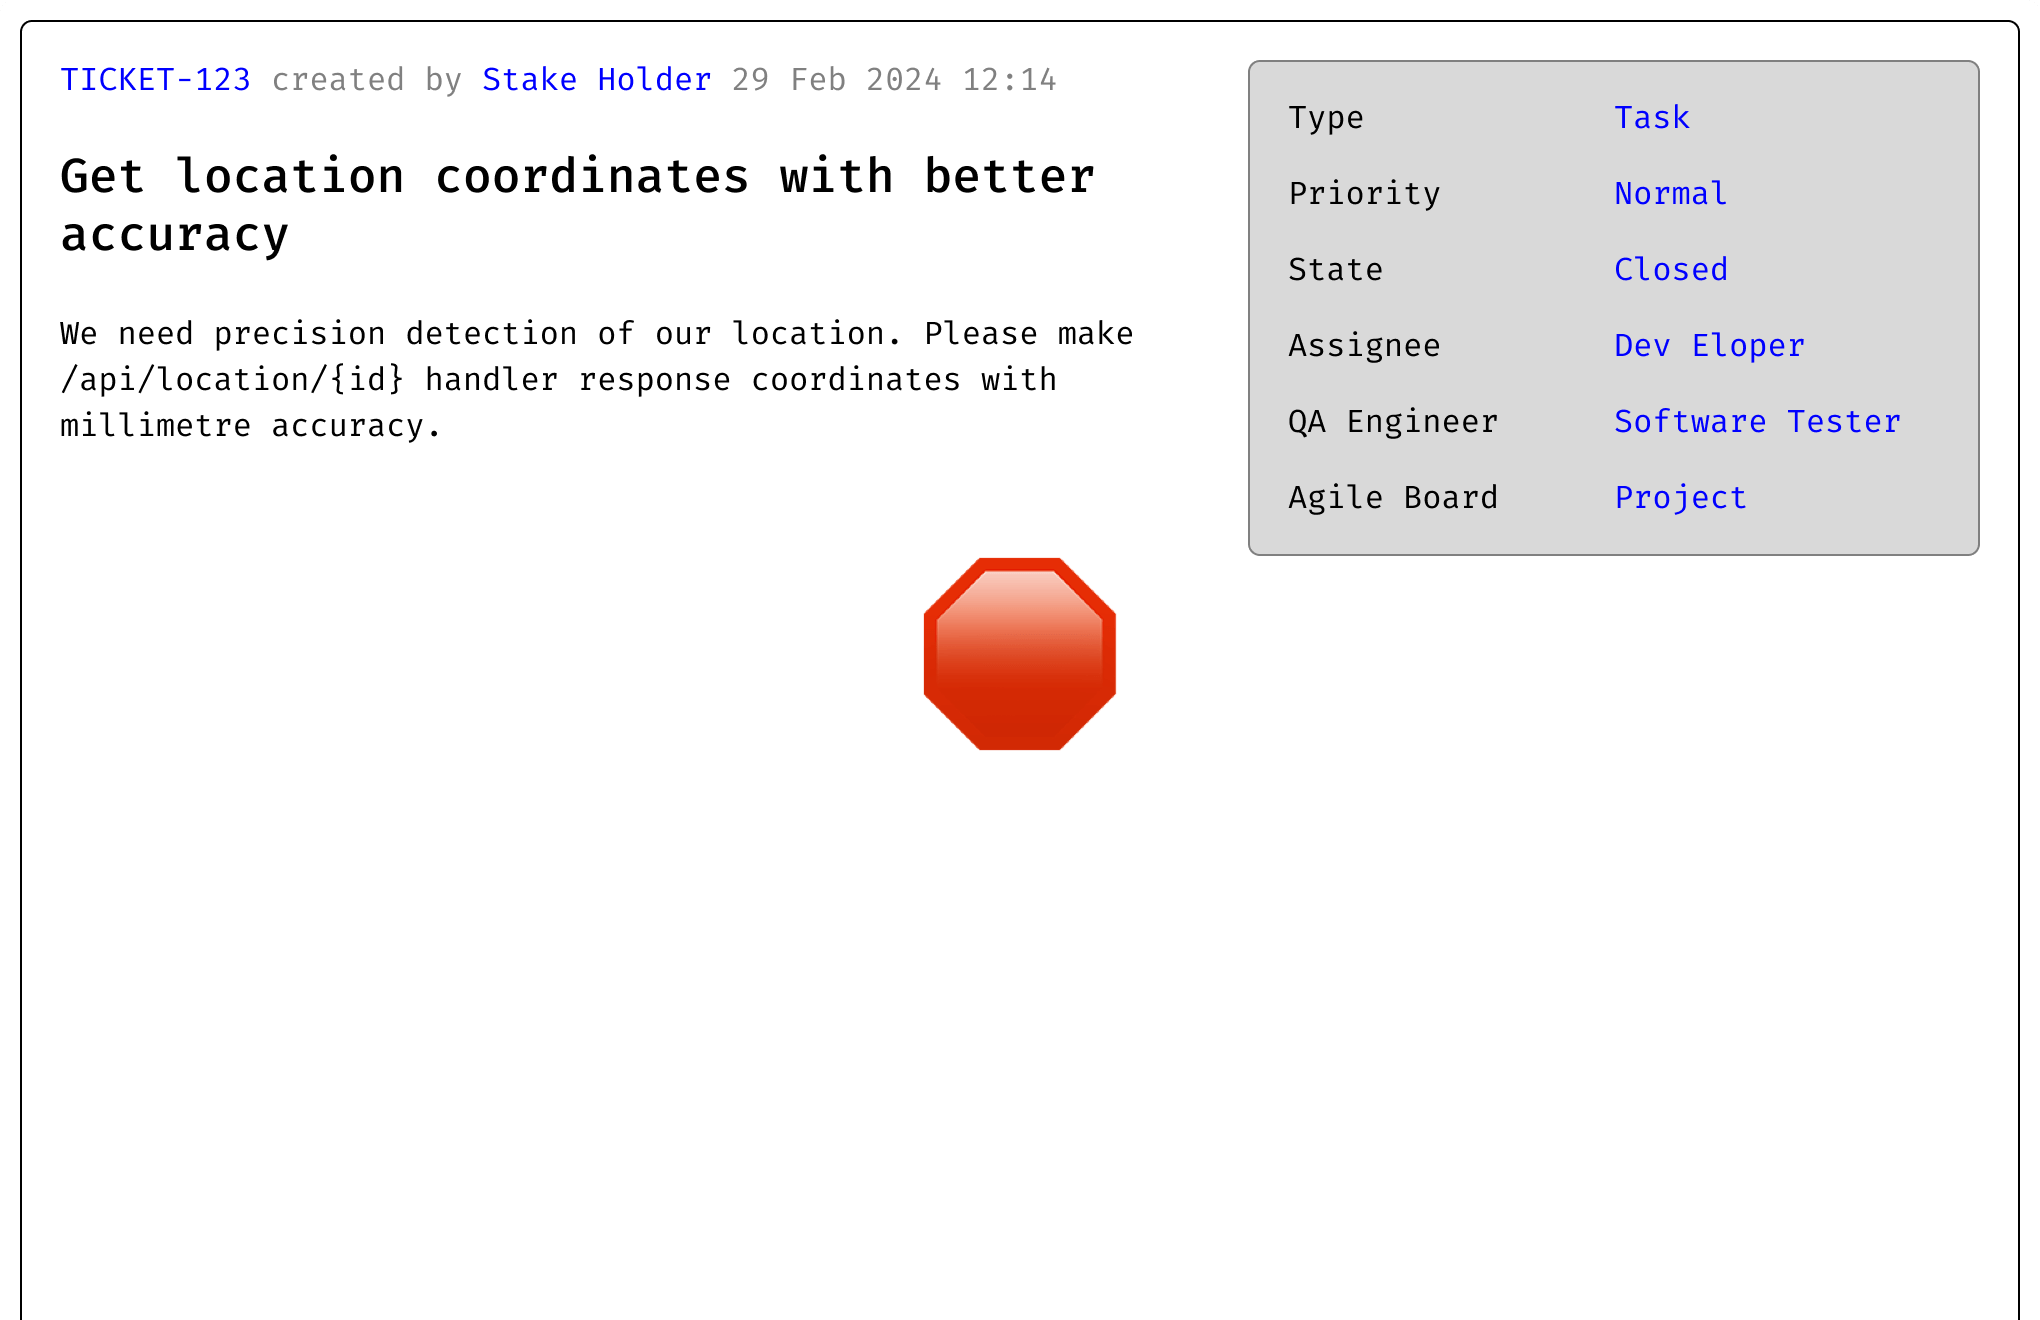 TICKET-123 created by Stake Holder 29 Feb 2024 12:14
Get location coordinates with better
accuracy
We need precision detection of our location. Please make
/api/location/{id} handler response coordinates with
millimetre accuracy.
Type Task
Priority Normal
State Closed
Assignee Dev Eloper
QA Engineer Software Tester
Agile Board Project